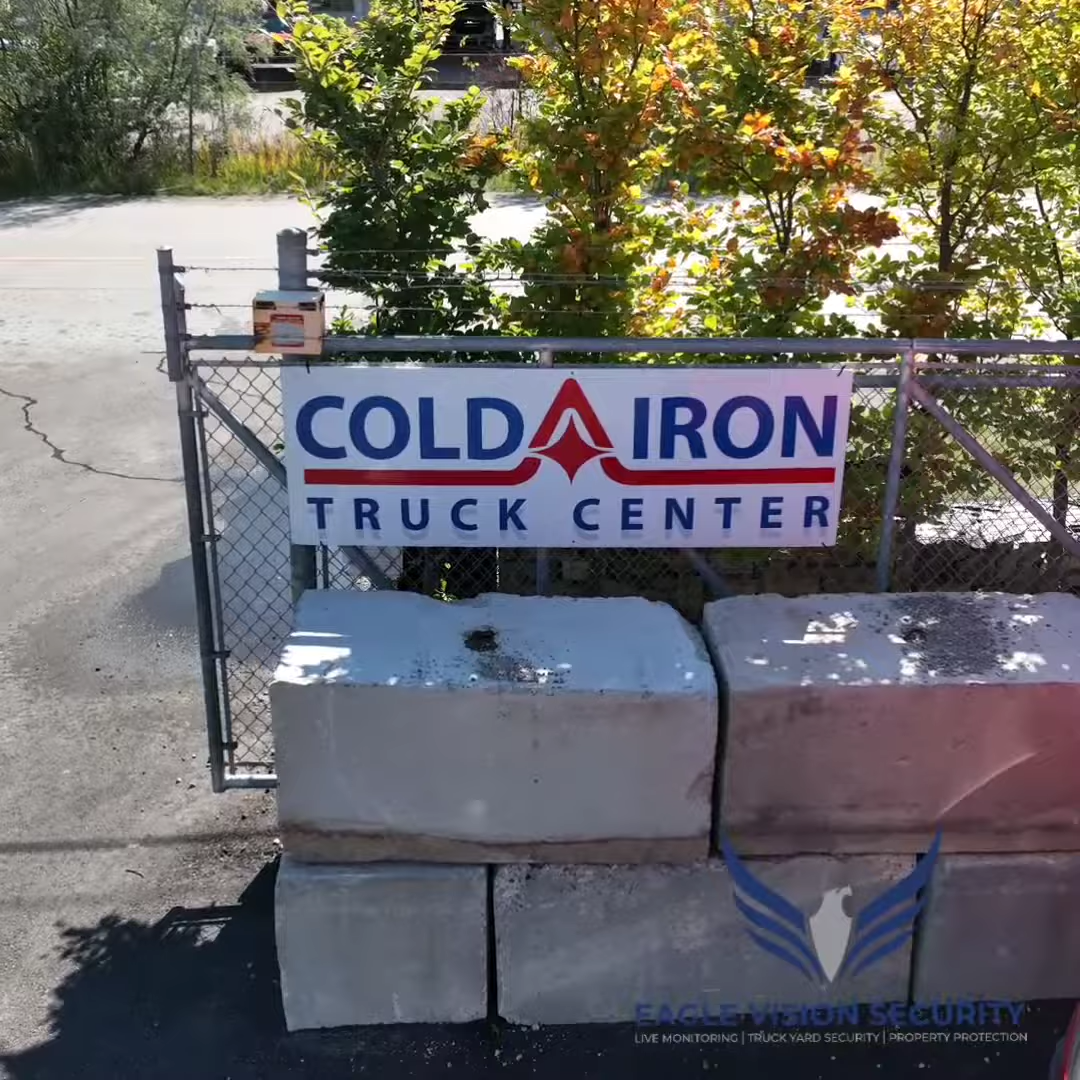 COLD IRON
TRUCK CENTER
EAGLE VISION SECURITY
LIVE MONITORING | TRUCK YARD SECURITY | PROPERTY PROTECTION